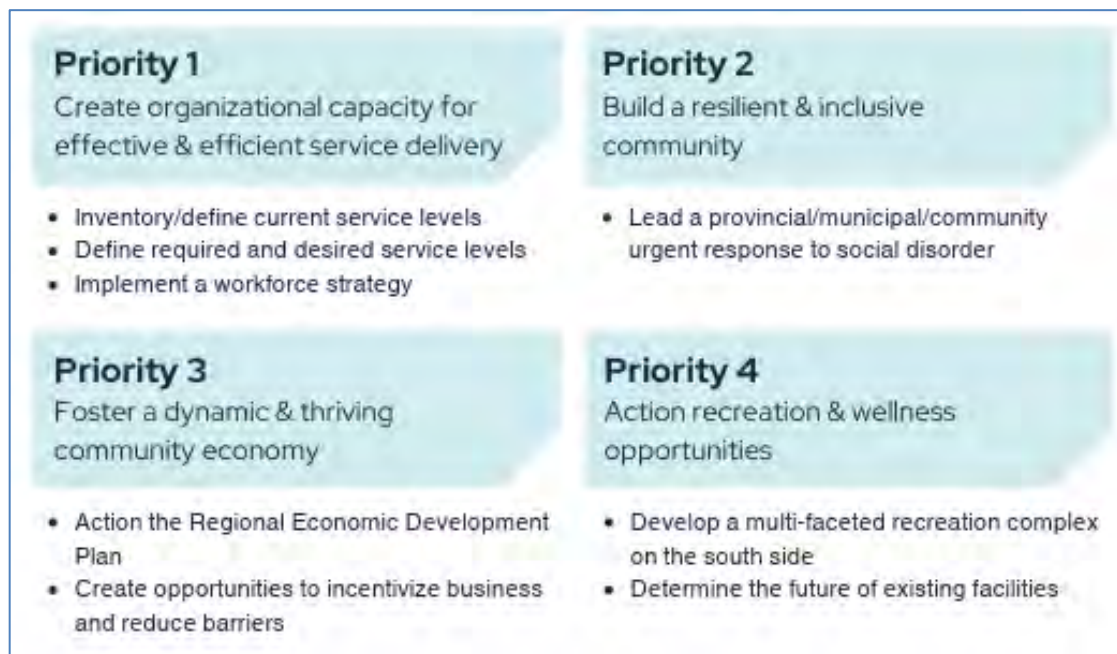 Priority 1
Create organizational capacity for
effective & efficient service delivery
• Inventory/define current service levels
• Define required and desired service levels
• Implement a workforce strategy
Priority 2
Build a resilient & inclusive
community
• Lead a provincial/municipal/community
urgent response to social disorder
Priority 3
Foster a dynamic & thriving
community economy
• Action the Regional Economic Development
Plan
• Create opportunities to incentivize business
and reduce barriers
Priority 4
Action recreation & wellness
opportunities
• Develop a multi-faceted recreation complex
on the south side
• Determine the future of existing facilities